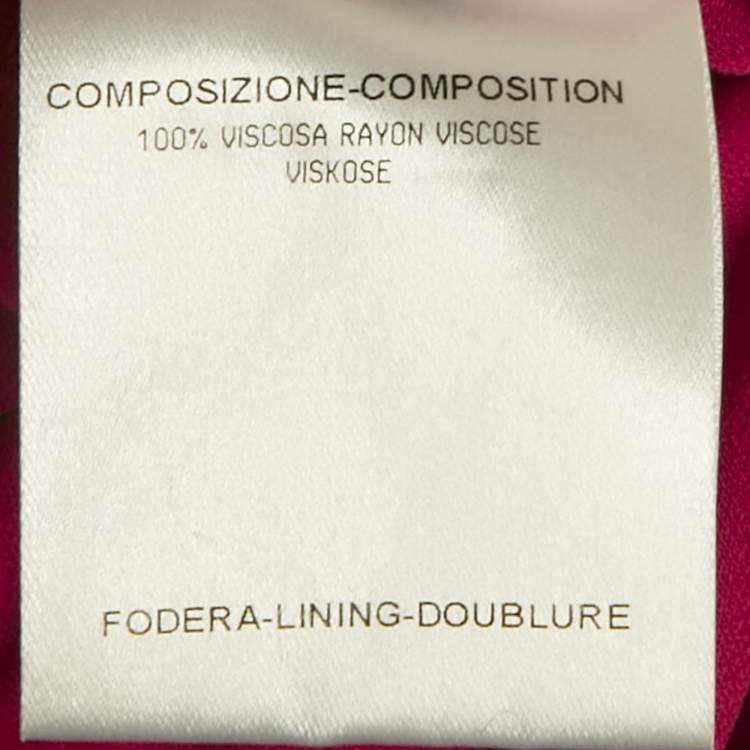 COMPOSIZIONE-COMPOSITION
100% VISCOSA RAYON VISCOSE
VISKOSE
FODERA-LINING-DOUBLURE